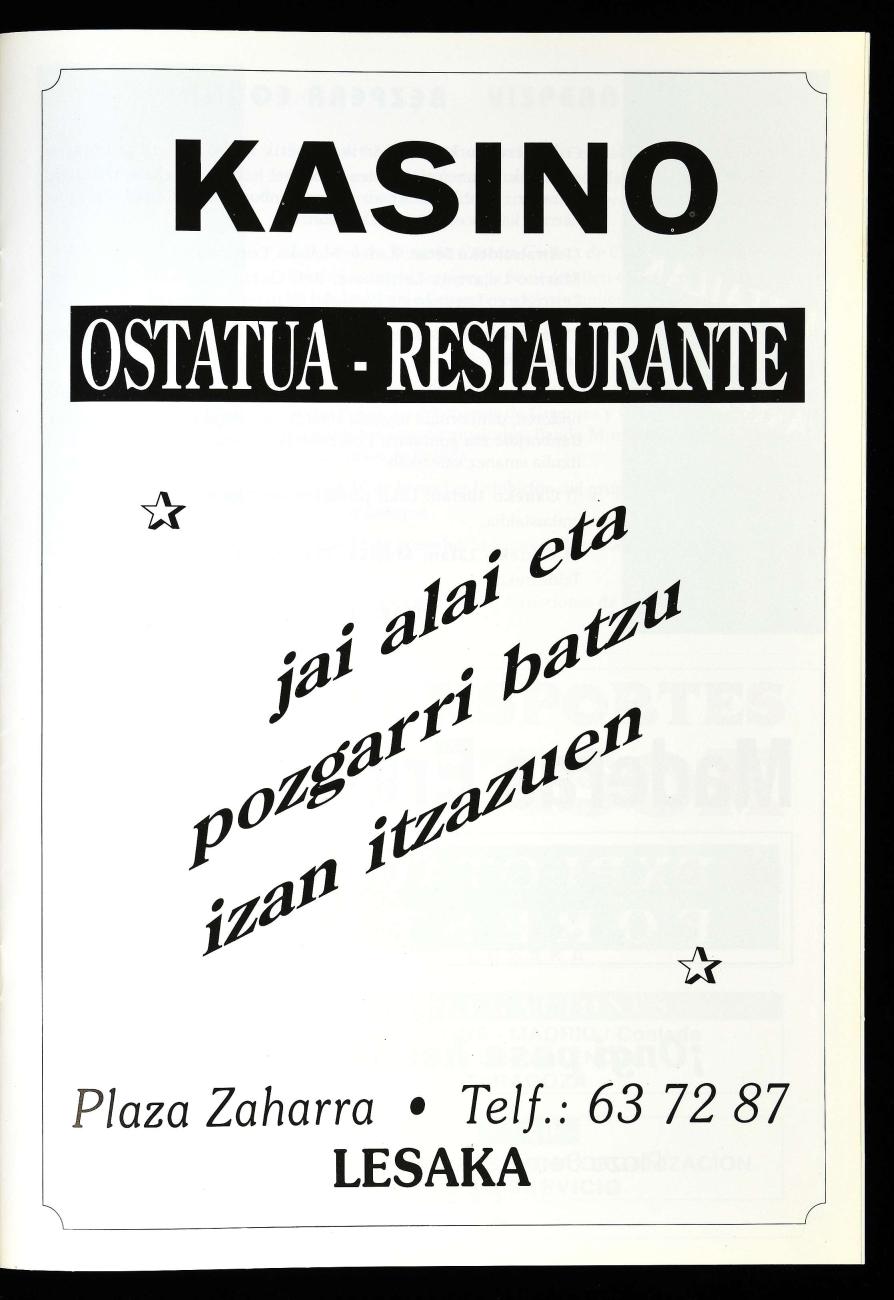 KASINO
OSTATUA - RESTAURANTE
jai alai eta
pozgarri batzu
izan itzazuen
Plaza Zaharra • Telf.: 63 72 87
LESAKA